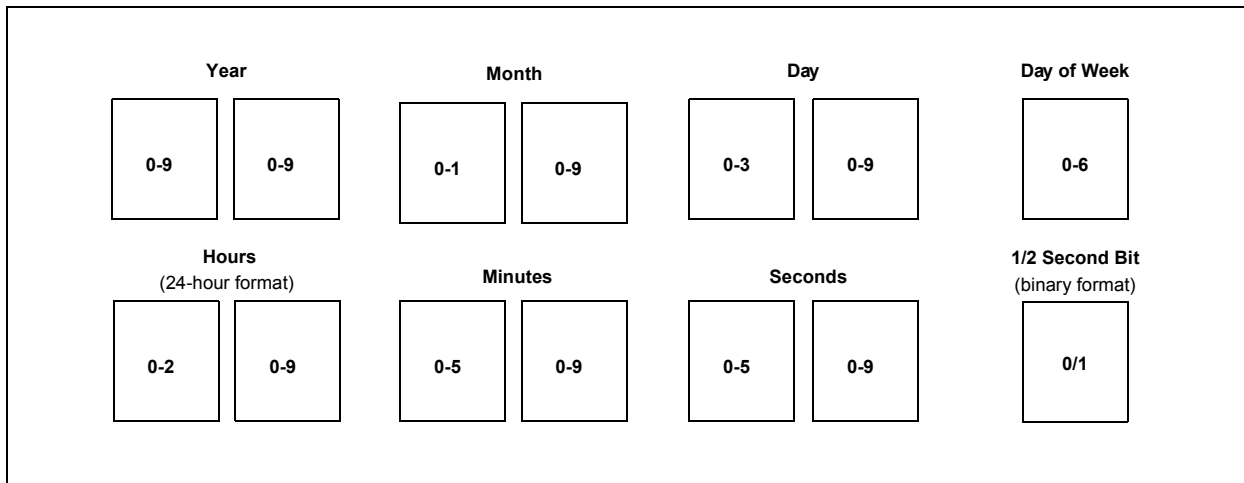 Year Month Day Day of Week
0-9 0-9 0-1 0-9 0-3 0-9 0-6
Hours Minutes Seconds 1/2 Second Bit
(24-hour format) (binary format)
0-2 0-9 0-5 0-9 0-5 0-9 0/1